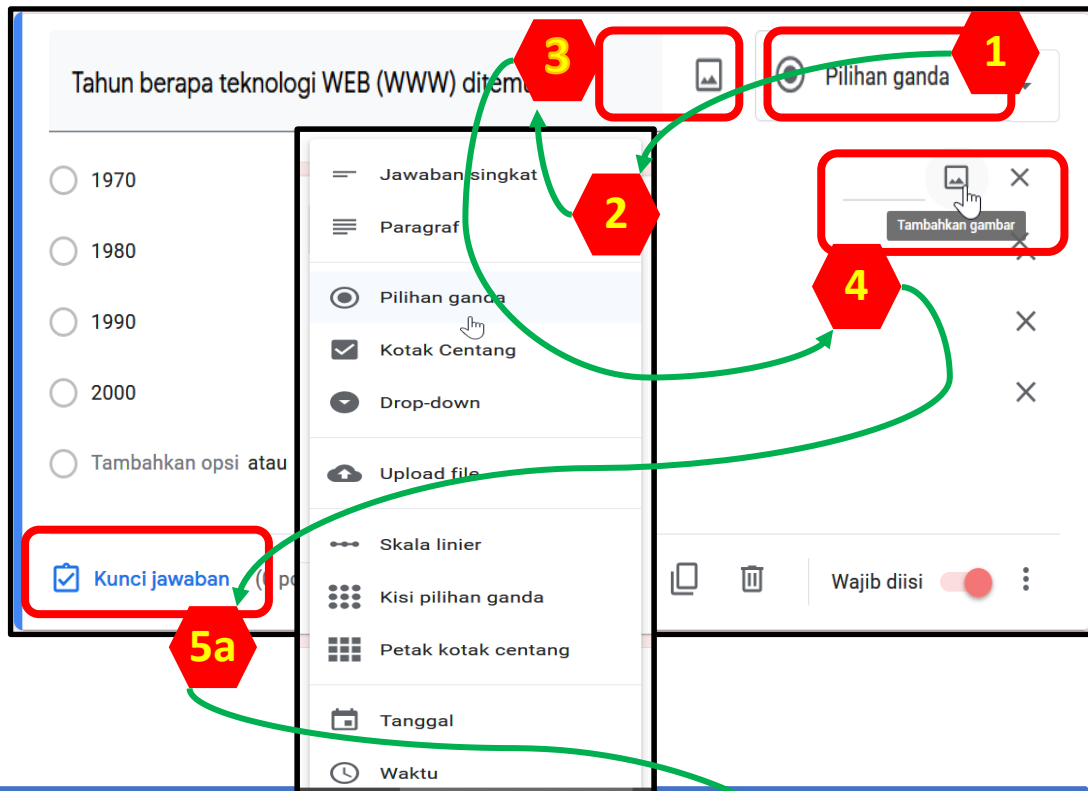 3
1
Tahun berapa teknologi WEB (WWW) ditem
Pilihan ganda
1970
1980
1990
2000
Tambahkan opsi atau
Jawaban singkat
Paragraf
2
Pilihan ganda
Kotak Centang
Drop-down
Upload file
Skala linier
Kisi pilihan ganda
Petak kotak centang
Tanggal
Waktu
Tambahkan gambar
4
Kunci jawaban
5a
Wajib diisi